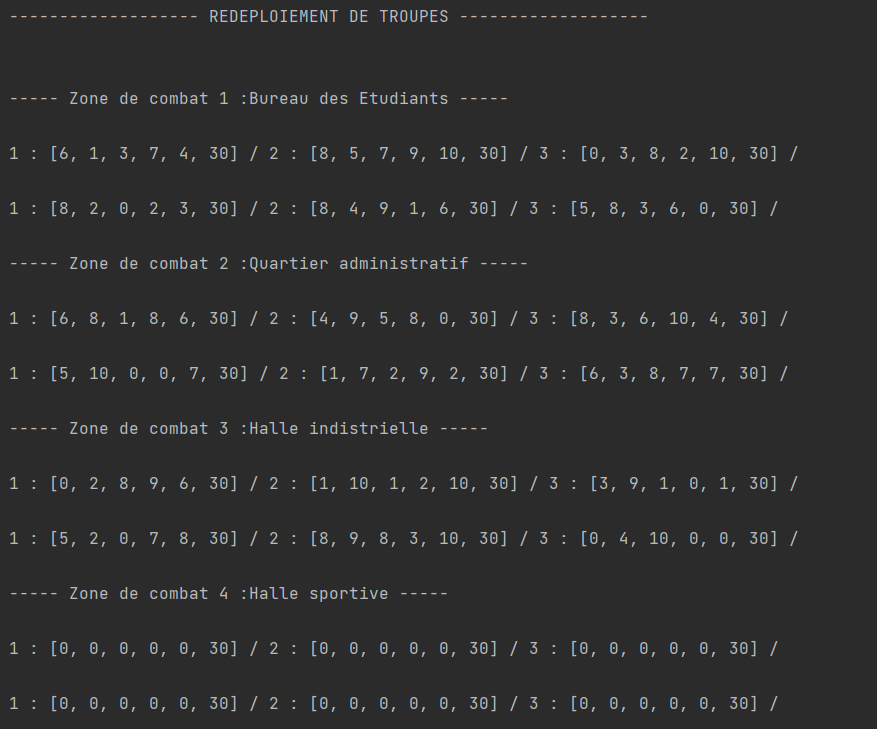 ------------------- REDEPLOIEMENT DE TROUPES -------------------
----- Zone de combat 1 :Bureau des Etudiants -----
1 : [6, 1, 3, 7, 4, 30] / 2 : [8, 5, 7, 9, 10, 30] / 3 : [0, 3, 8, 2, 10, 30] /
1 : [8, 2, 0, 2, 3, 30] / 2 : [8, 4, 9, 1, 6, 30] / 3 : [5, 8, 3, 6, 0, 30] /
----- Zone de combat 2 :Quartier administratif -----
1 : [6, 8, 1, 8, 6, 30] / 2 : [4, 9, 5, 8, 0, 30] / 3 : [8, 3, 6, 10, 4, 30] /
1 : [5, 10, 0, 0, 7, 30] / 2 : [1, 7, 2, 9, 2, 30] / 3 : [6, 3, 8, 7, 7, 30] /
----- Zone de combat 3 :Halle indistrielle -----
1 : [0, 2, 8, 9, 6, 30] / 2 : [1, 10, 1, 2, 10, 30] / 3 : [3, 9, 1, 0, 1, 30] /
1 : [5, 2, 0, 7, 8, 30] / 2 : [8, 9, 8, 3, 10, 30] / 3 : [0, 4, 10, 0, 0, 30] /
----- Zone de combat 4 :Halle sportive -----
1 : [0, 0, 0, 0, 0, 30] / 2 : [0, 0, 0, 0, 0, 30] / 3 : [0, 0, 0, 0, 0, 30] /
1 : [0, 0, 0, 0, 0, 30] / 2 : [0, 0, 0, 0, 0, 30] / 3 : [0, 0, 0, 0, 0, 30] /